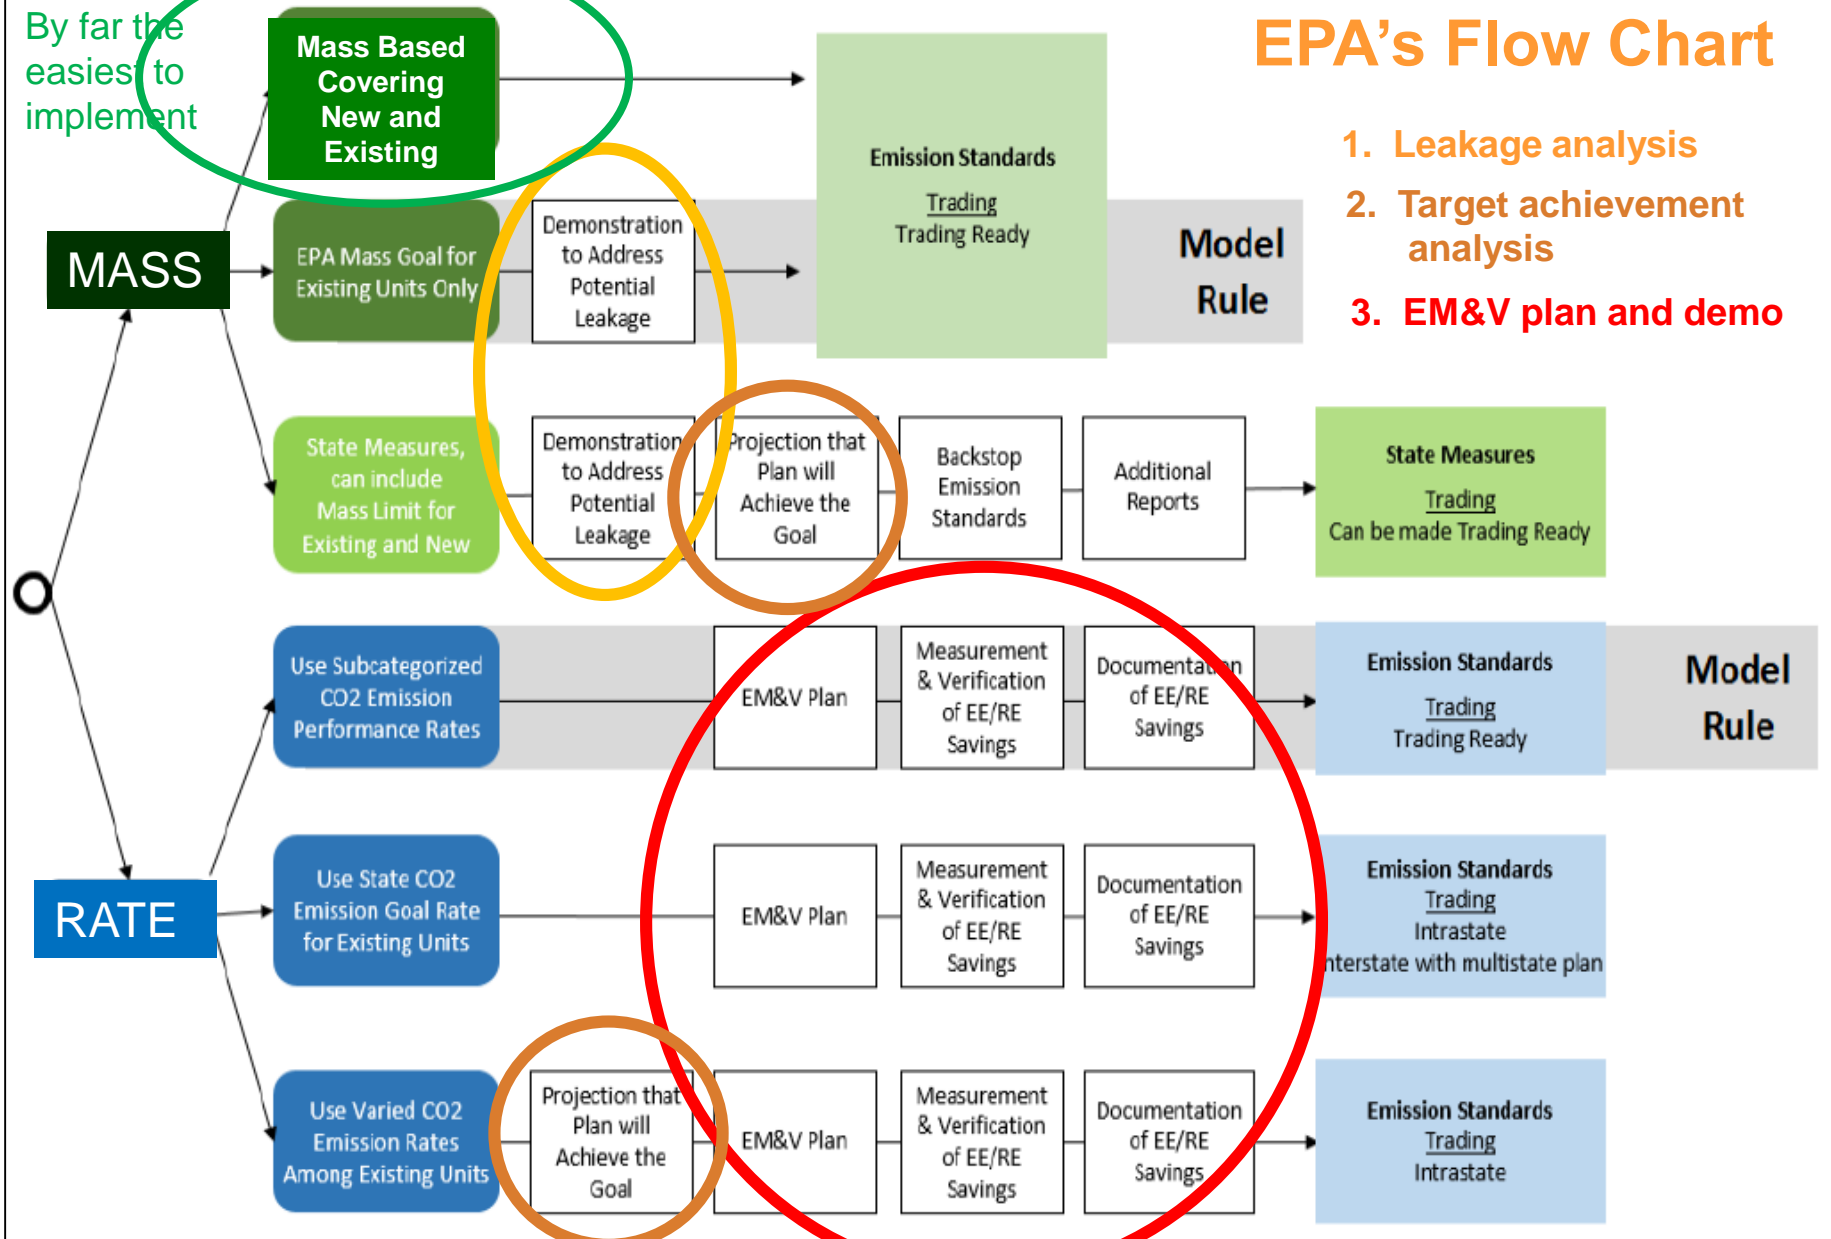 By far the
easiest to
implement
EPA's Flow Chart
1. Leakage analysis
2. Target achievement
analysis
3. EM&V plan and demo
MASS
Mass Based
Covering
New and
Existing
EPA Mass Goal for
Existing Units Only
Demonstration
to Address
Potential
Leakage
Emission Standards
Trading
Trading Ready
Model
Rule
State Measures,
can include
Mass Limit for
Existing and New
Demonstration
to Address
Potential
Leakage
Projection that
Plan will
Achieve the
Goal
Backstop
Emission
Standards
Additional
Reports
State Measures
Trading
Can be made Trading Ready
RATE
Use Subcategorized
CO2 Emission
Performance Rates
EM&V Plan
Measurement
& Verification
of EE/RE
Savings
Documentation
of EE/RE
Savings
Emission Standards
Trading
Trading Ready
Model
Rule
Use State CO2
Emission Goal Rate
for Existing Units
EM&V Plan
Measurement
& Verification
of EE/RE
Savings
Documentation
of EE/RE
Savings
Emission Standards
Trading
Intrastate
nterstate with multistate plan
Use Varied CO2
Emission Rates
Among Existing Units
Projection that
Plan will
Achieve the
Goal
EM&V Plan
Measurement
& Verification
of EE/RE
Savings
Documentation
of EE/RE
Savings
Emission Standards
Trading
Intrastate